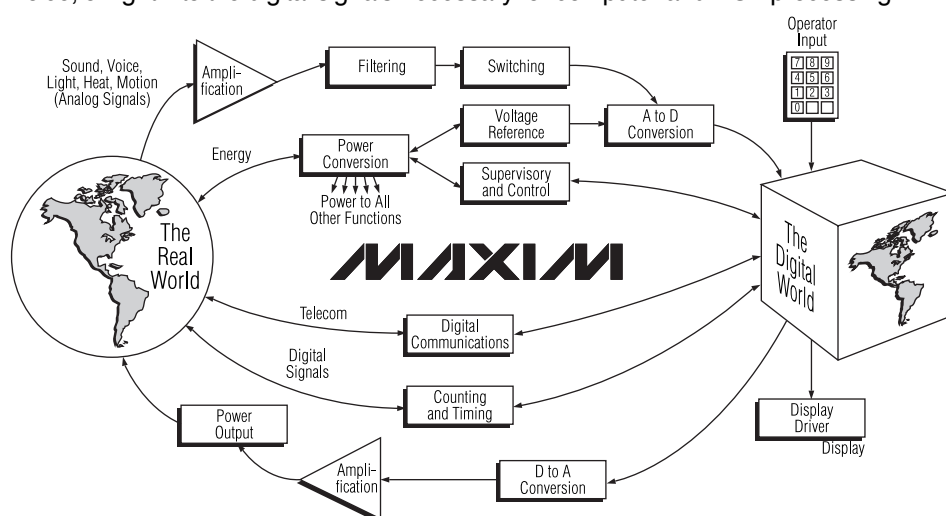 Operator
Input
Sound, Voice,
Light, Heat, Motion
(Analog Signals)
Ampli-
fication
Filtering
Switching
7 8 9
4 5 6
1 2 3
0
Voltage
Reference
A to D
Conversion
Energy
Power
Conversion
Supervisory
and Control
Power to All
Other Functions
The
Real
World
MAXIM
The
Digital
World
Telecom
Digital
Communications
Digital
Signals
Counting
and Timing
Power
Output
Display
Driver
Display
Ampli-
fication
D to A
Conversion